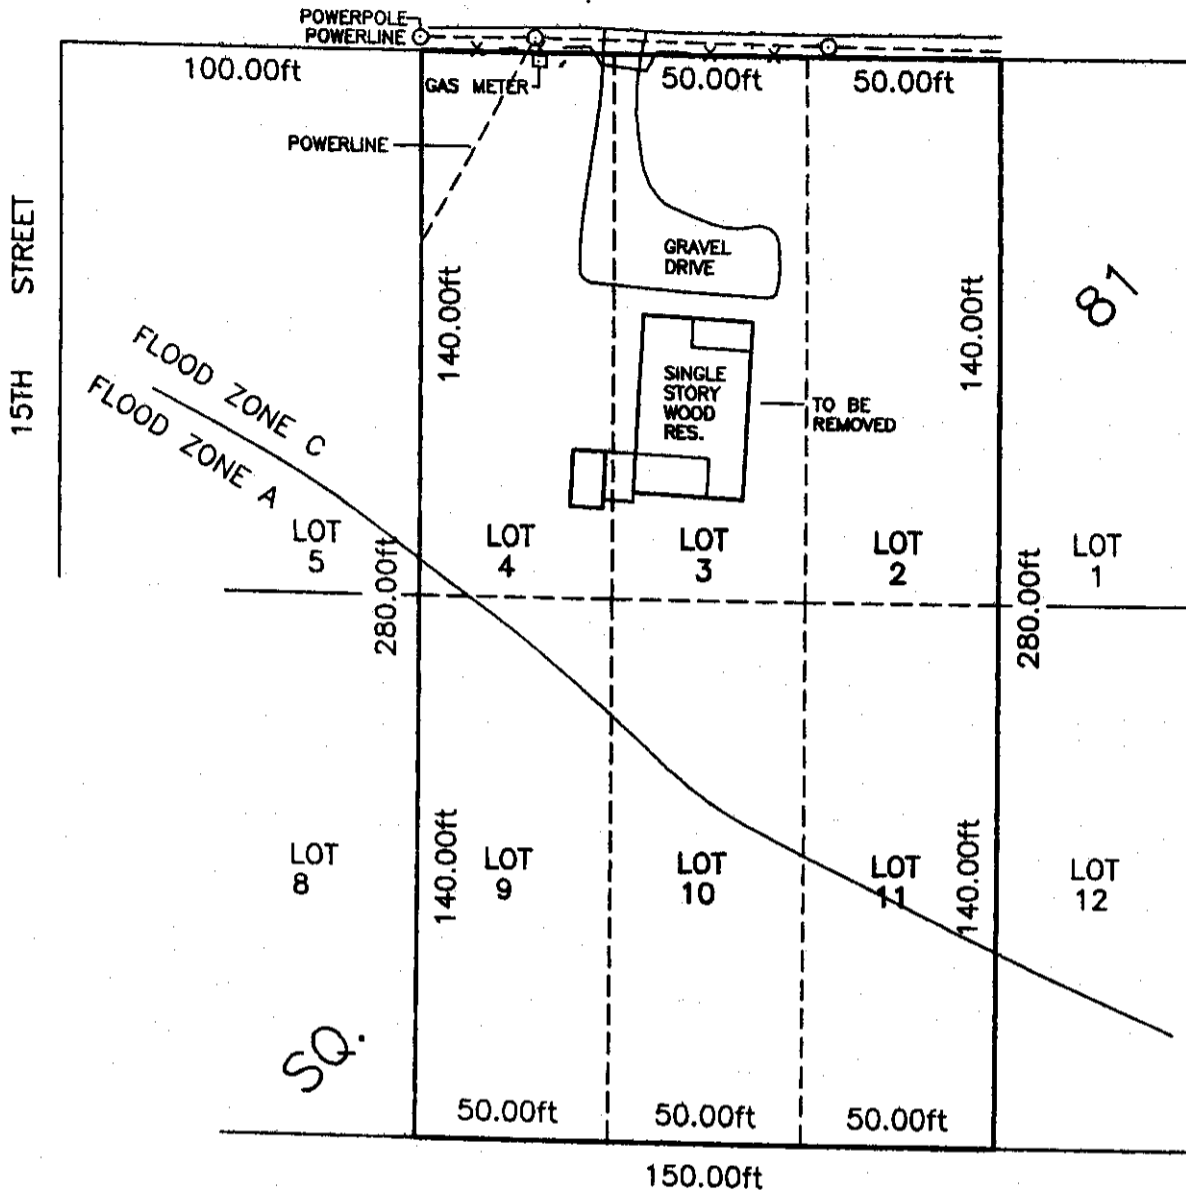 POWERPOLE
POWERLINE
100.00ft
GAS METER
50.00ft
50.00ft
POWERLINE
15TH STREET
GRAVEL
DRIVE
140.00ft
140.00ft
81
FLOOD ZONE C
FLOOD ZONE A
SINGLE
STORY
WOOD
RES.
TO BE
REMOVED
LOT
5
LOT
4
LOT
3
LOT
2
LOT
1
280.00ft
280.00ft
LOT
8
140.00ft
LOT
9
LOT
10
LOT
11
140.00ft
LOT
12
SQ.
50.00ft
50.00ft
50.00ft
150.00ft